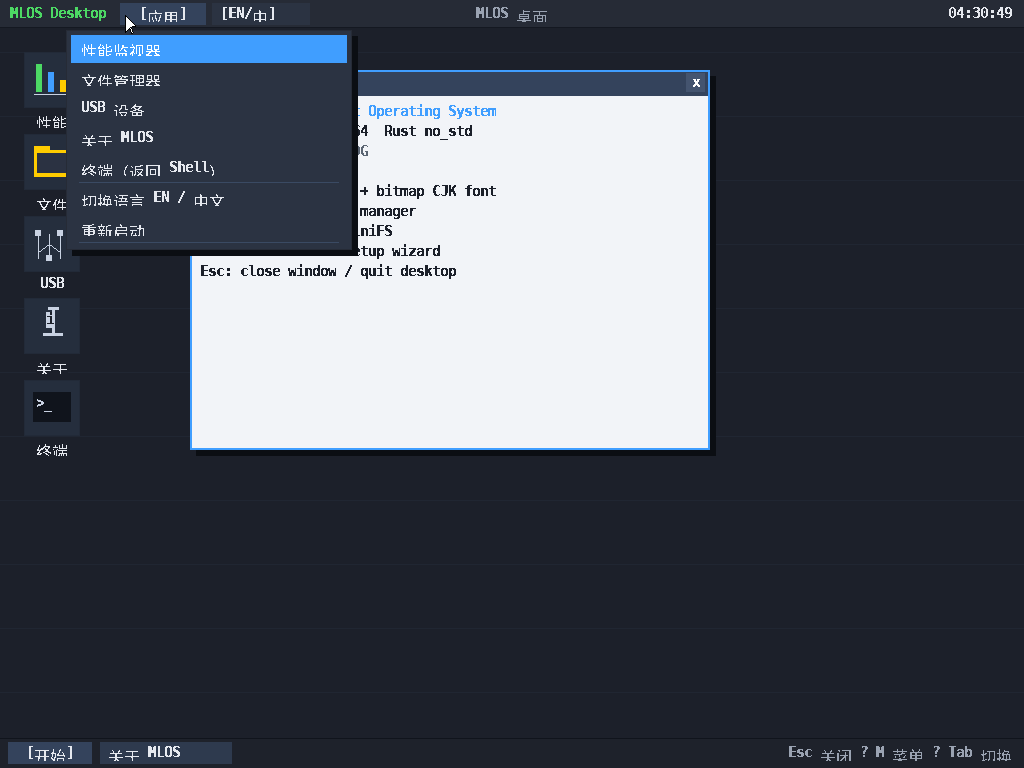 MLOS Desktop [应用] [EN/中] MLOS 桌面 04:30:49
性能监视器
文件管理器
USB 设备
关于 MLOS
终端 (返回 Shell)
切换语言 EN / 中文
重新启动
性能
文件
USB
关于
>_
终端
x
t Operating System
64 Rust no_std
OG
+ bitmap CJK font
manager
iniFS
etup wizard
Esc: close window / quit desktop
[开始] 关于 MLOS Esc 关闭 ? M 菜单 ? Tab 切换